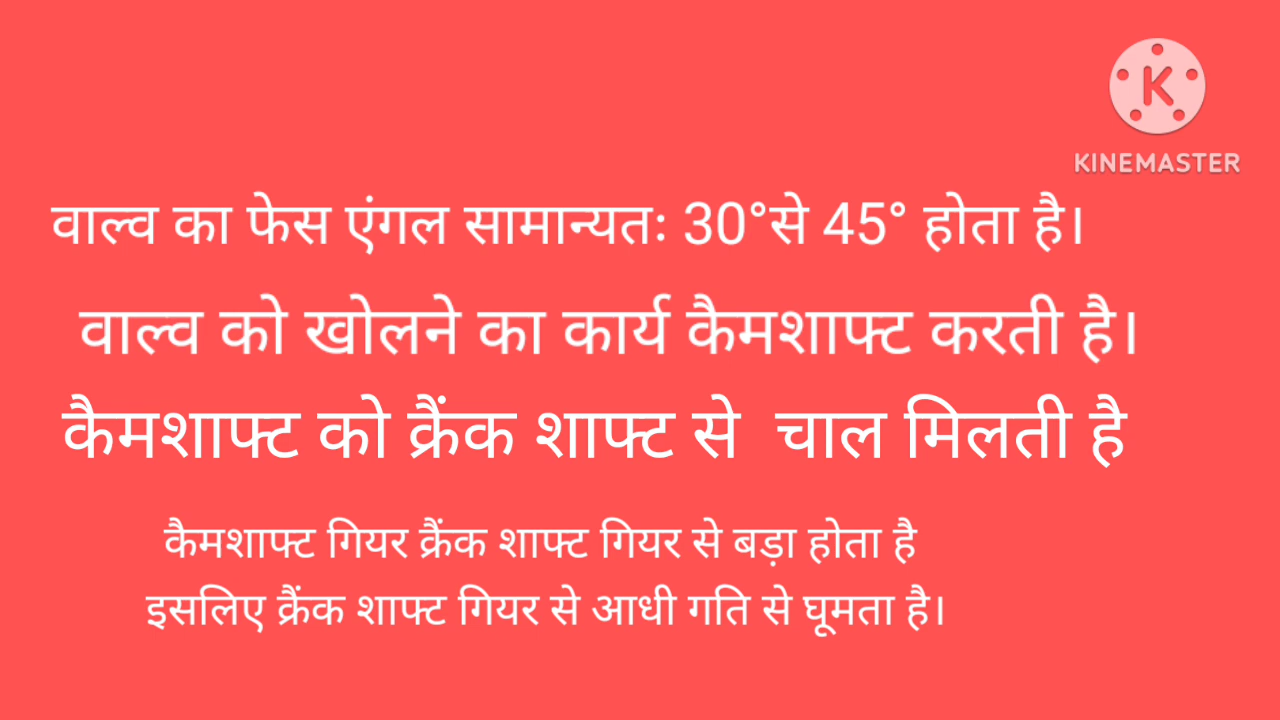 K
KINEMASTER
वाल्व का फेस एंगल सामान्यतः 30°से 45° होता है।
वाल्व को खोलने का कार्य कैमशाफ्ट करती है।
कैमशाफ्ट को क्रैंक शाफ्ट से चाल मिलती है
कैमशाफ्ट गियर क्रैंक शाफ्ट गियर से बड़ा होता है
इसलिए क्रैंक शाफ्ट गियर से आधी गति से घूमता है।